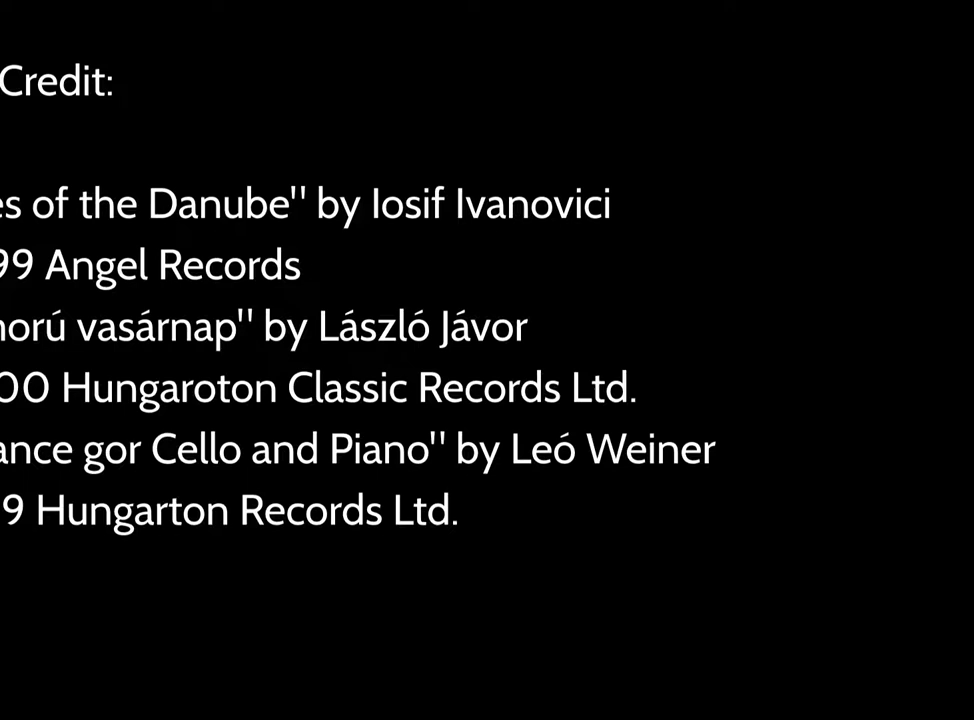 Credit:
es of the Danube" by Iosif Ivanovici
99 Angel Records
horú vasárnap" by László Jávor
00 Hungaroton Classic Records Ltd.
ance gor Cello and Piano" by Leó Weiner
9 Hungarton Records Ltd.